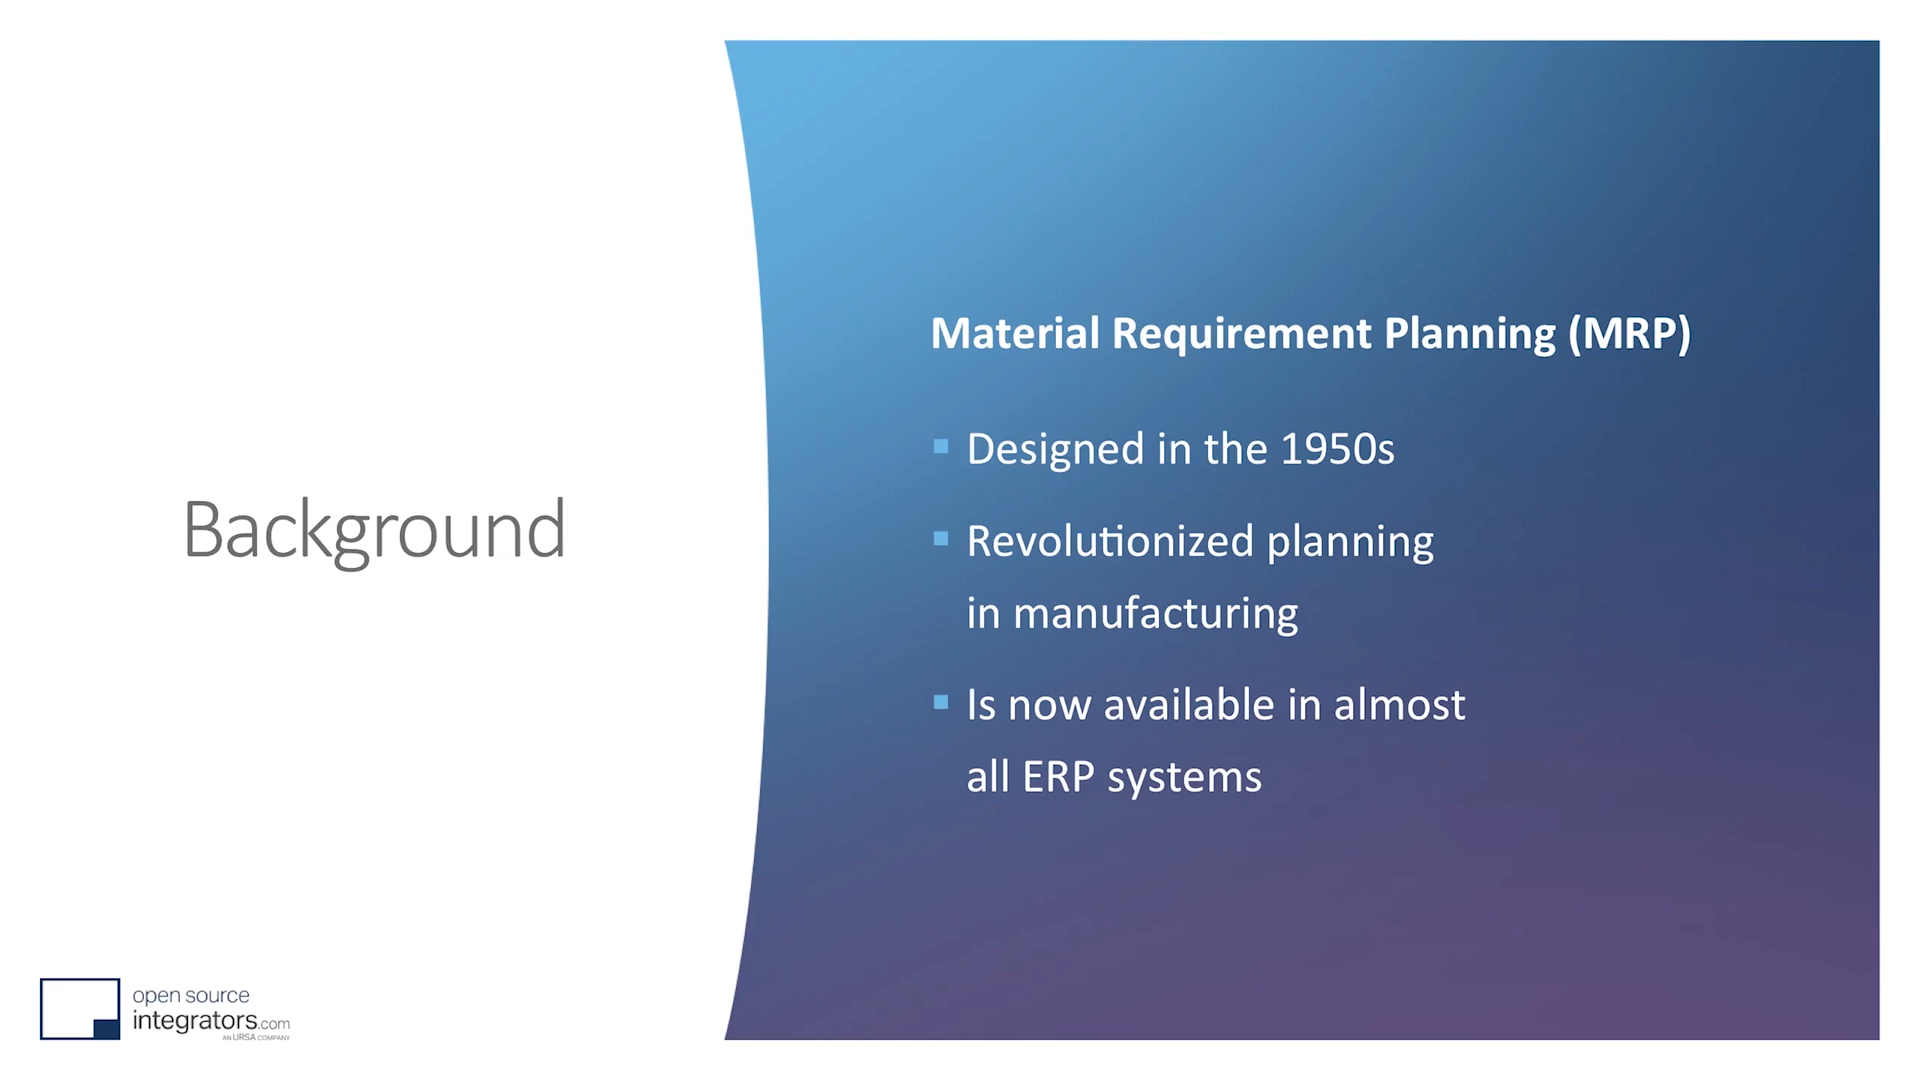 Background
Material Requirement Planning (MRP)
Designed in the 1950s
Revolutionized planning
in manufacturing
Is now available in almost
all ERP systems
open source
integrators.com
AN URSA COMPANY